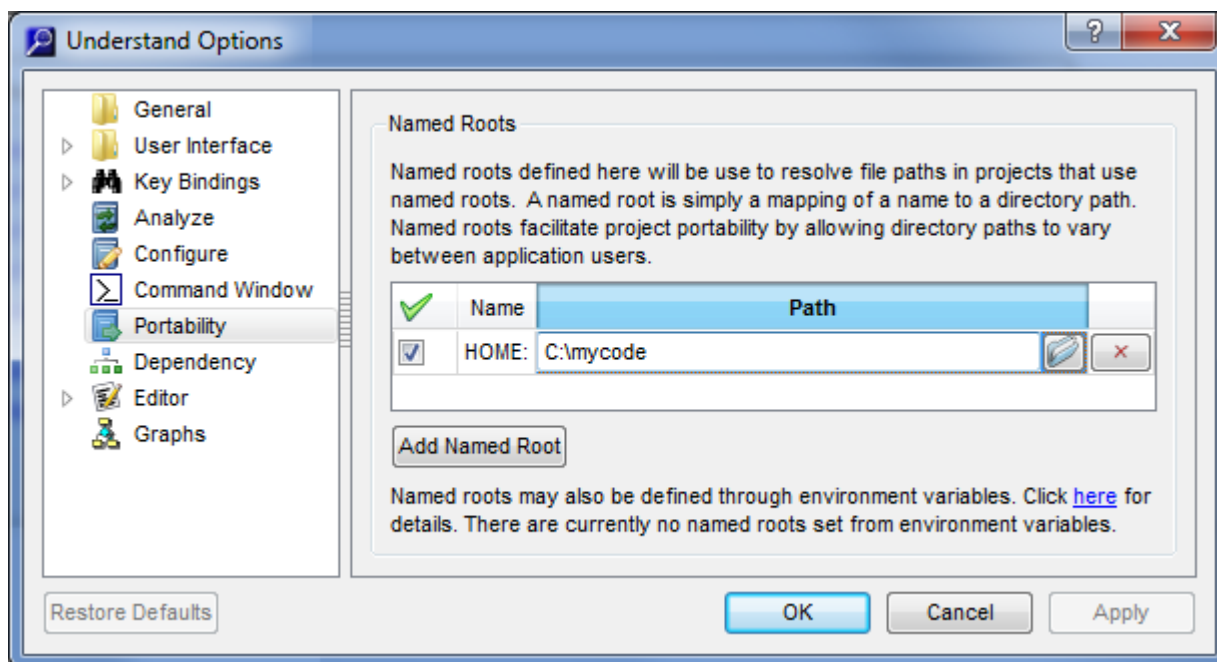 Understand Options
General
User Interface
Key Bindings
Analyze
Configure
Command Window
Portability
Dependency
Editor
Graphs
Named Roots
Named roots defined here will be use to resolve file paths in projects that use
named roots. A named root is simply a mapping of a name to a directory path.
Named roots facilitate project portability by allowing directory paths to vary
between application users.
Name Path
HOME: C:\mycode
Add Named Root
Named roots may also be defined through environment variables. Click here for
details. There are currently no named roots set from environment variables.
Restore Defaults OK Cancel Apply